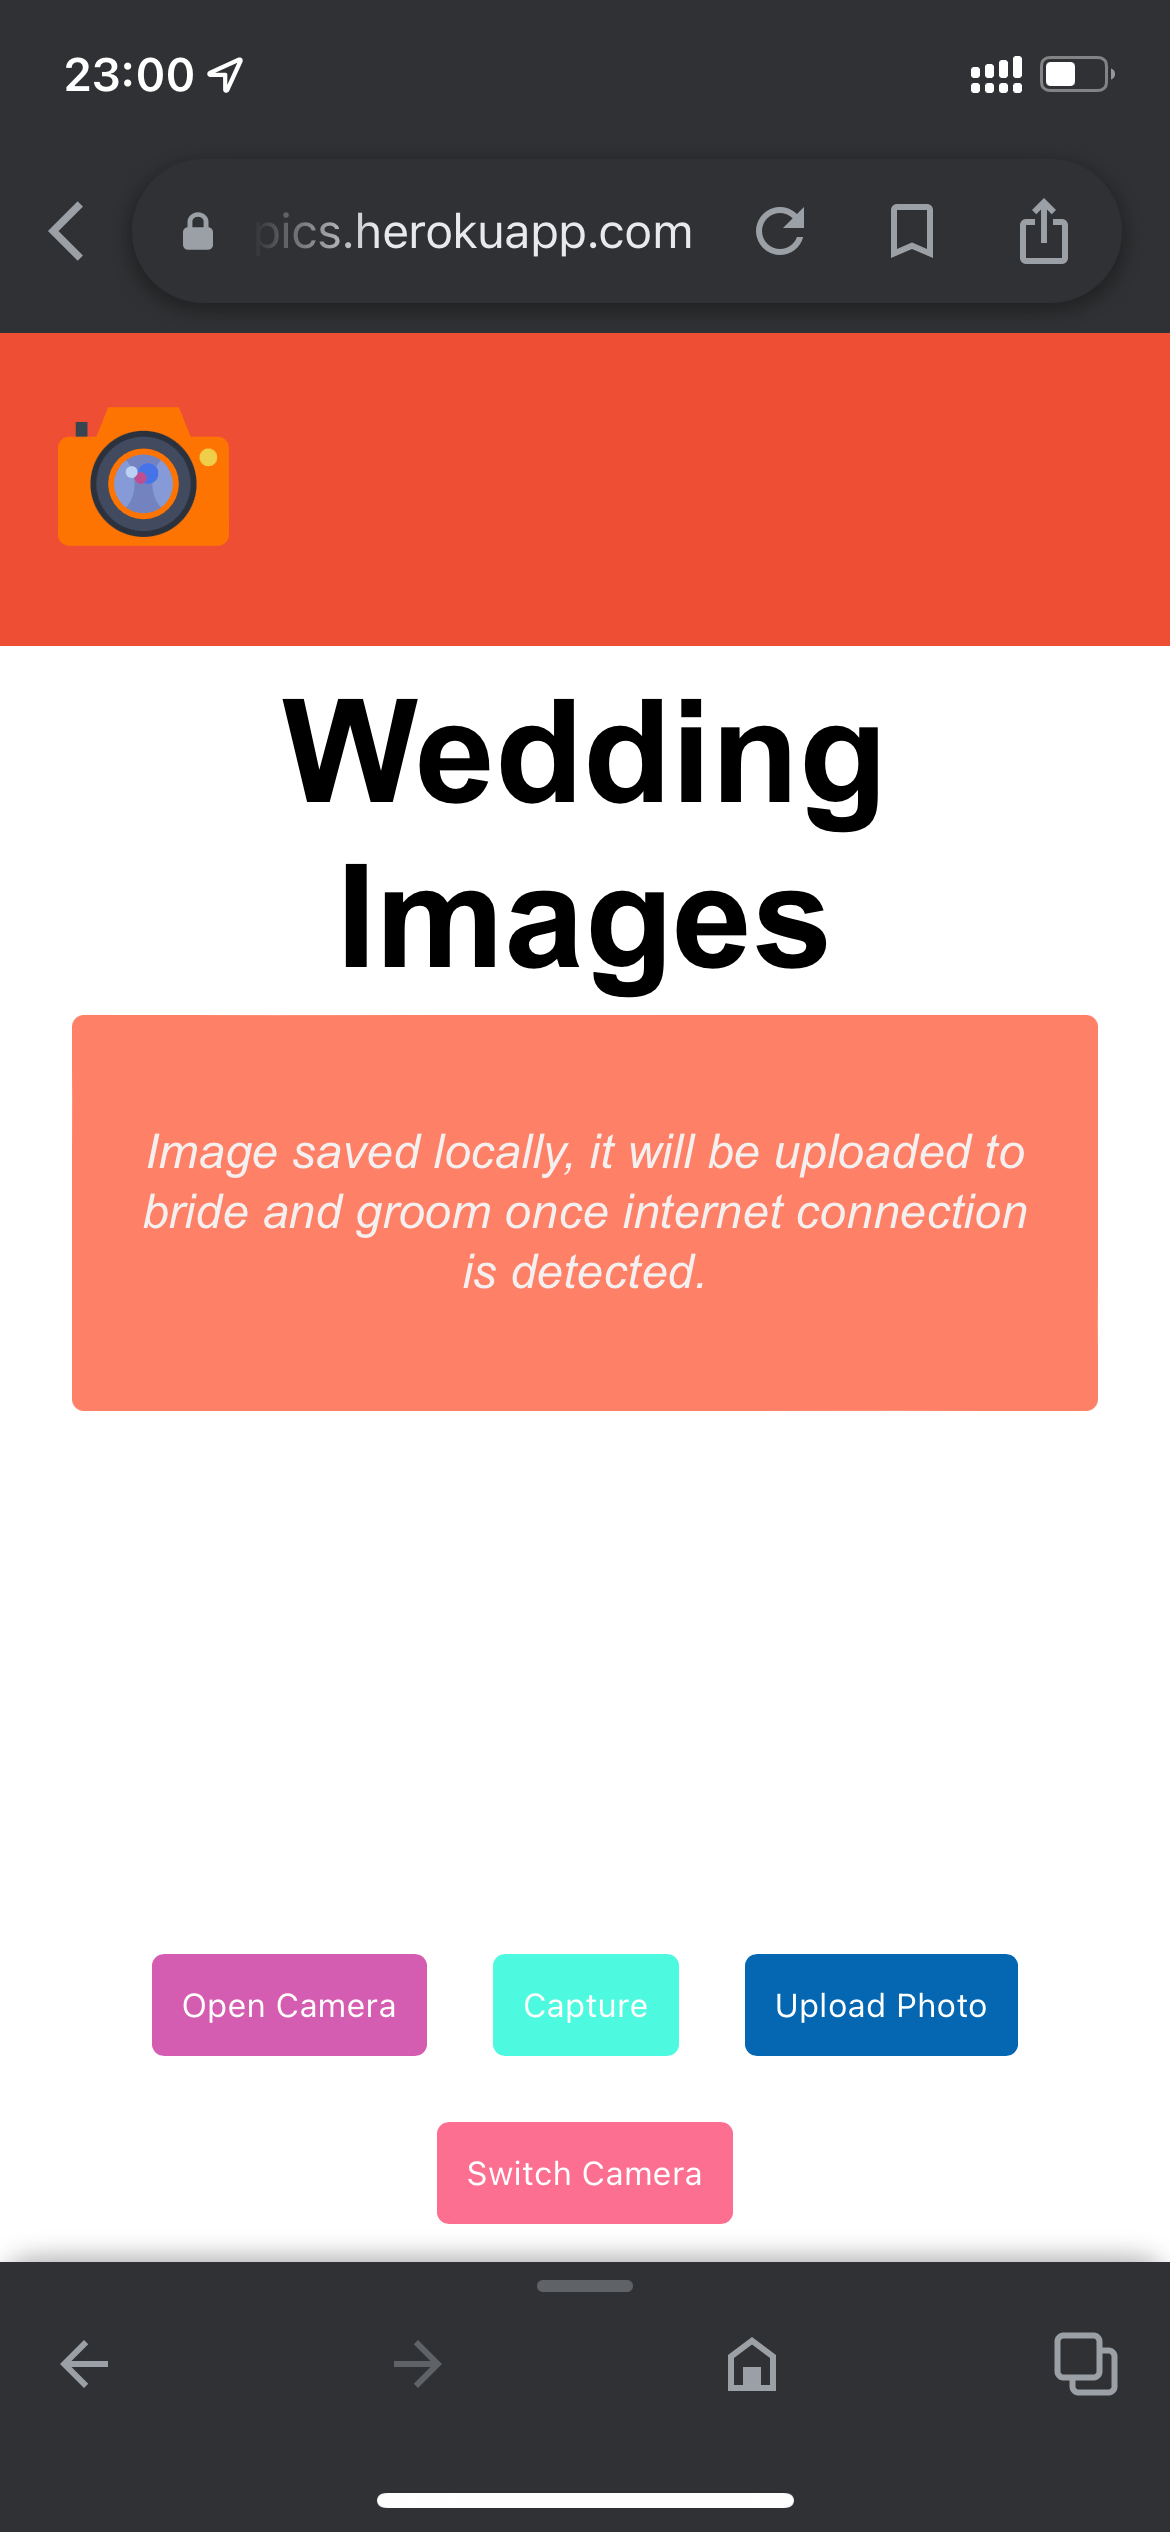 23:00
pics.herokuapp.com
Wedding
Images
Image saved locally, it will be uploaded to
bride and groom once internet connection
is detected.
Open Camera
Capture
Upload Photo
Switch Camera